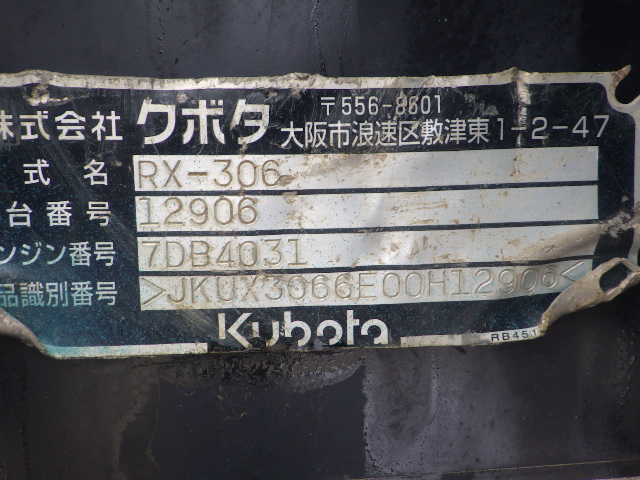 株式会社 クボタ 〒556-8601
大阪市浪速区敷津東1-2-47
式 名 RX-306
台番号 12906
ンジン番号 7DB4031
品識別番号 >JKUX3066E00H12906<
Kubota
RB451